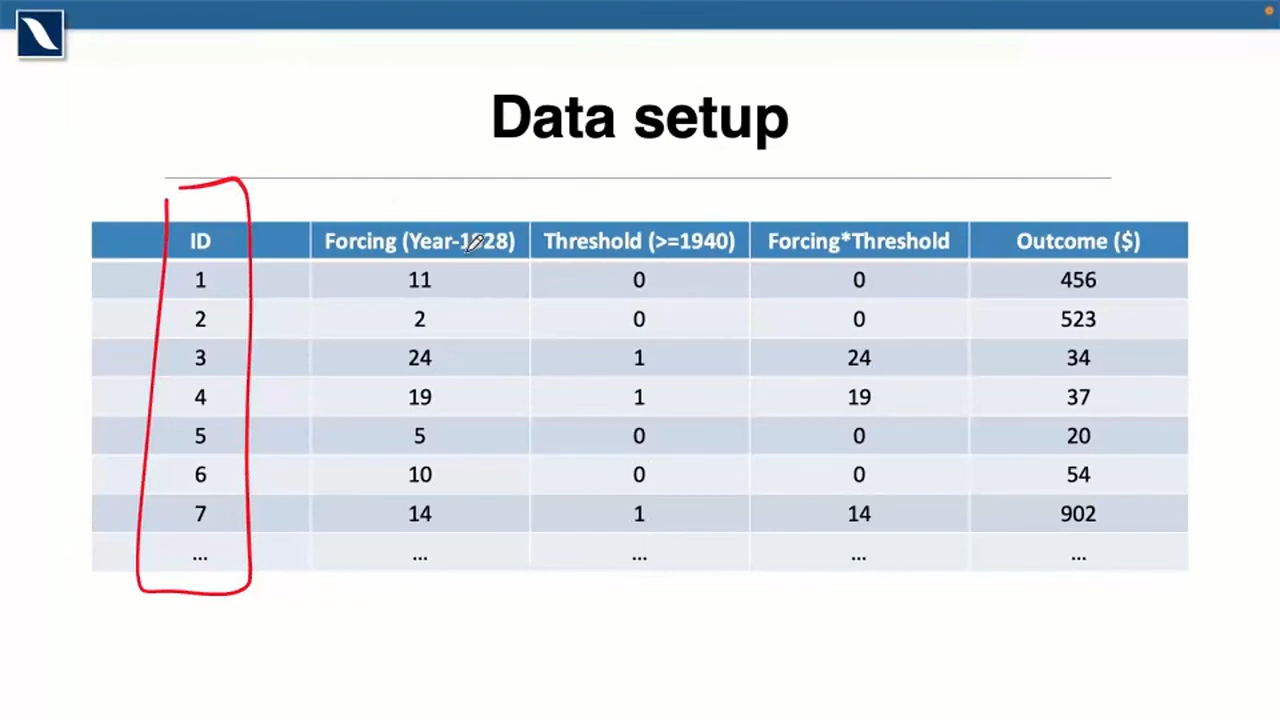 Data setup
ID Forcing (Year-1928) Threshold (>=1940) Forcing*Threshold Outcome ($)
1 11 0 0 456
2 2 0 0 523
3 24 1 24 34
4 19 1 19 37
5 5 0 0 20
6 10 0 0 54
7 14 1 14 902
... ... ... ... ...